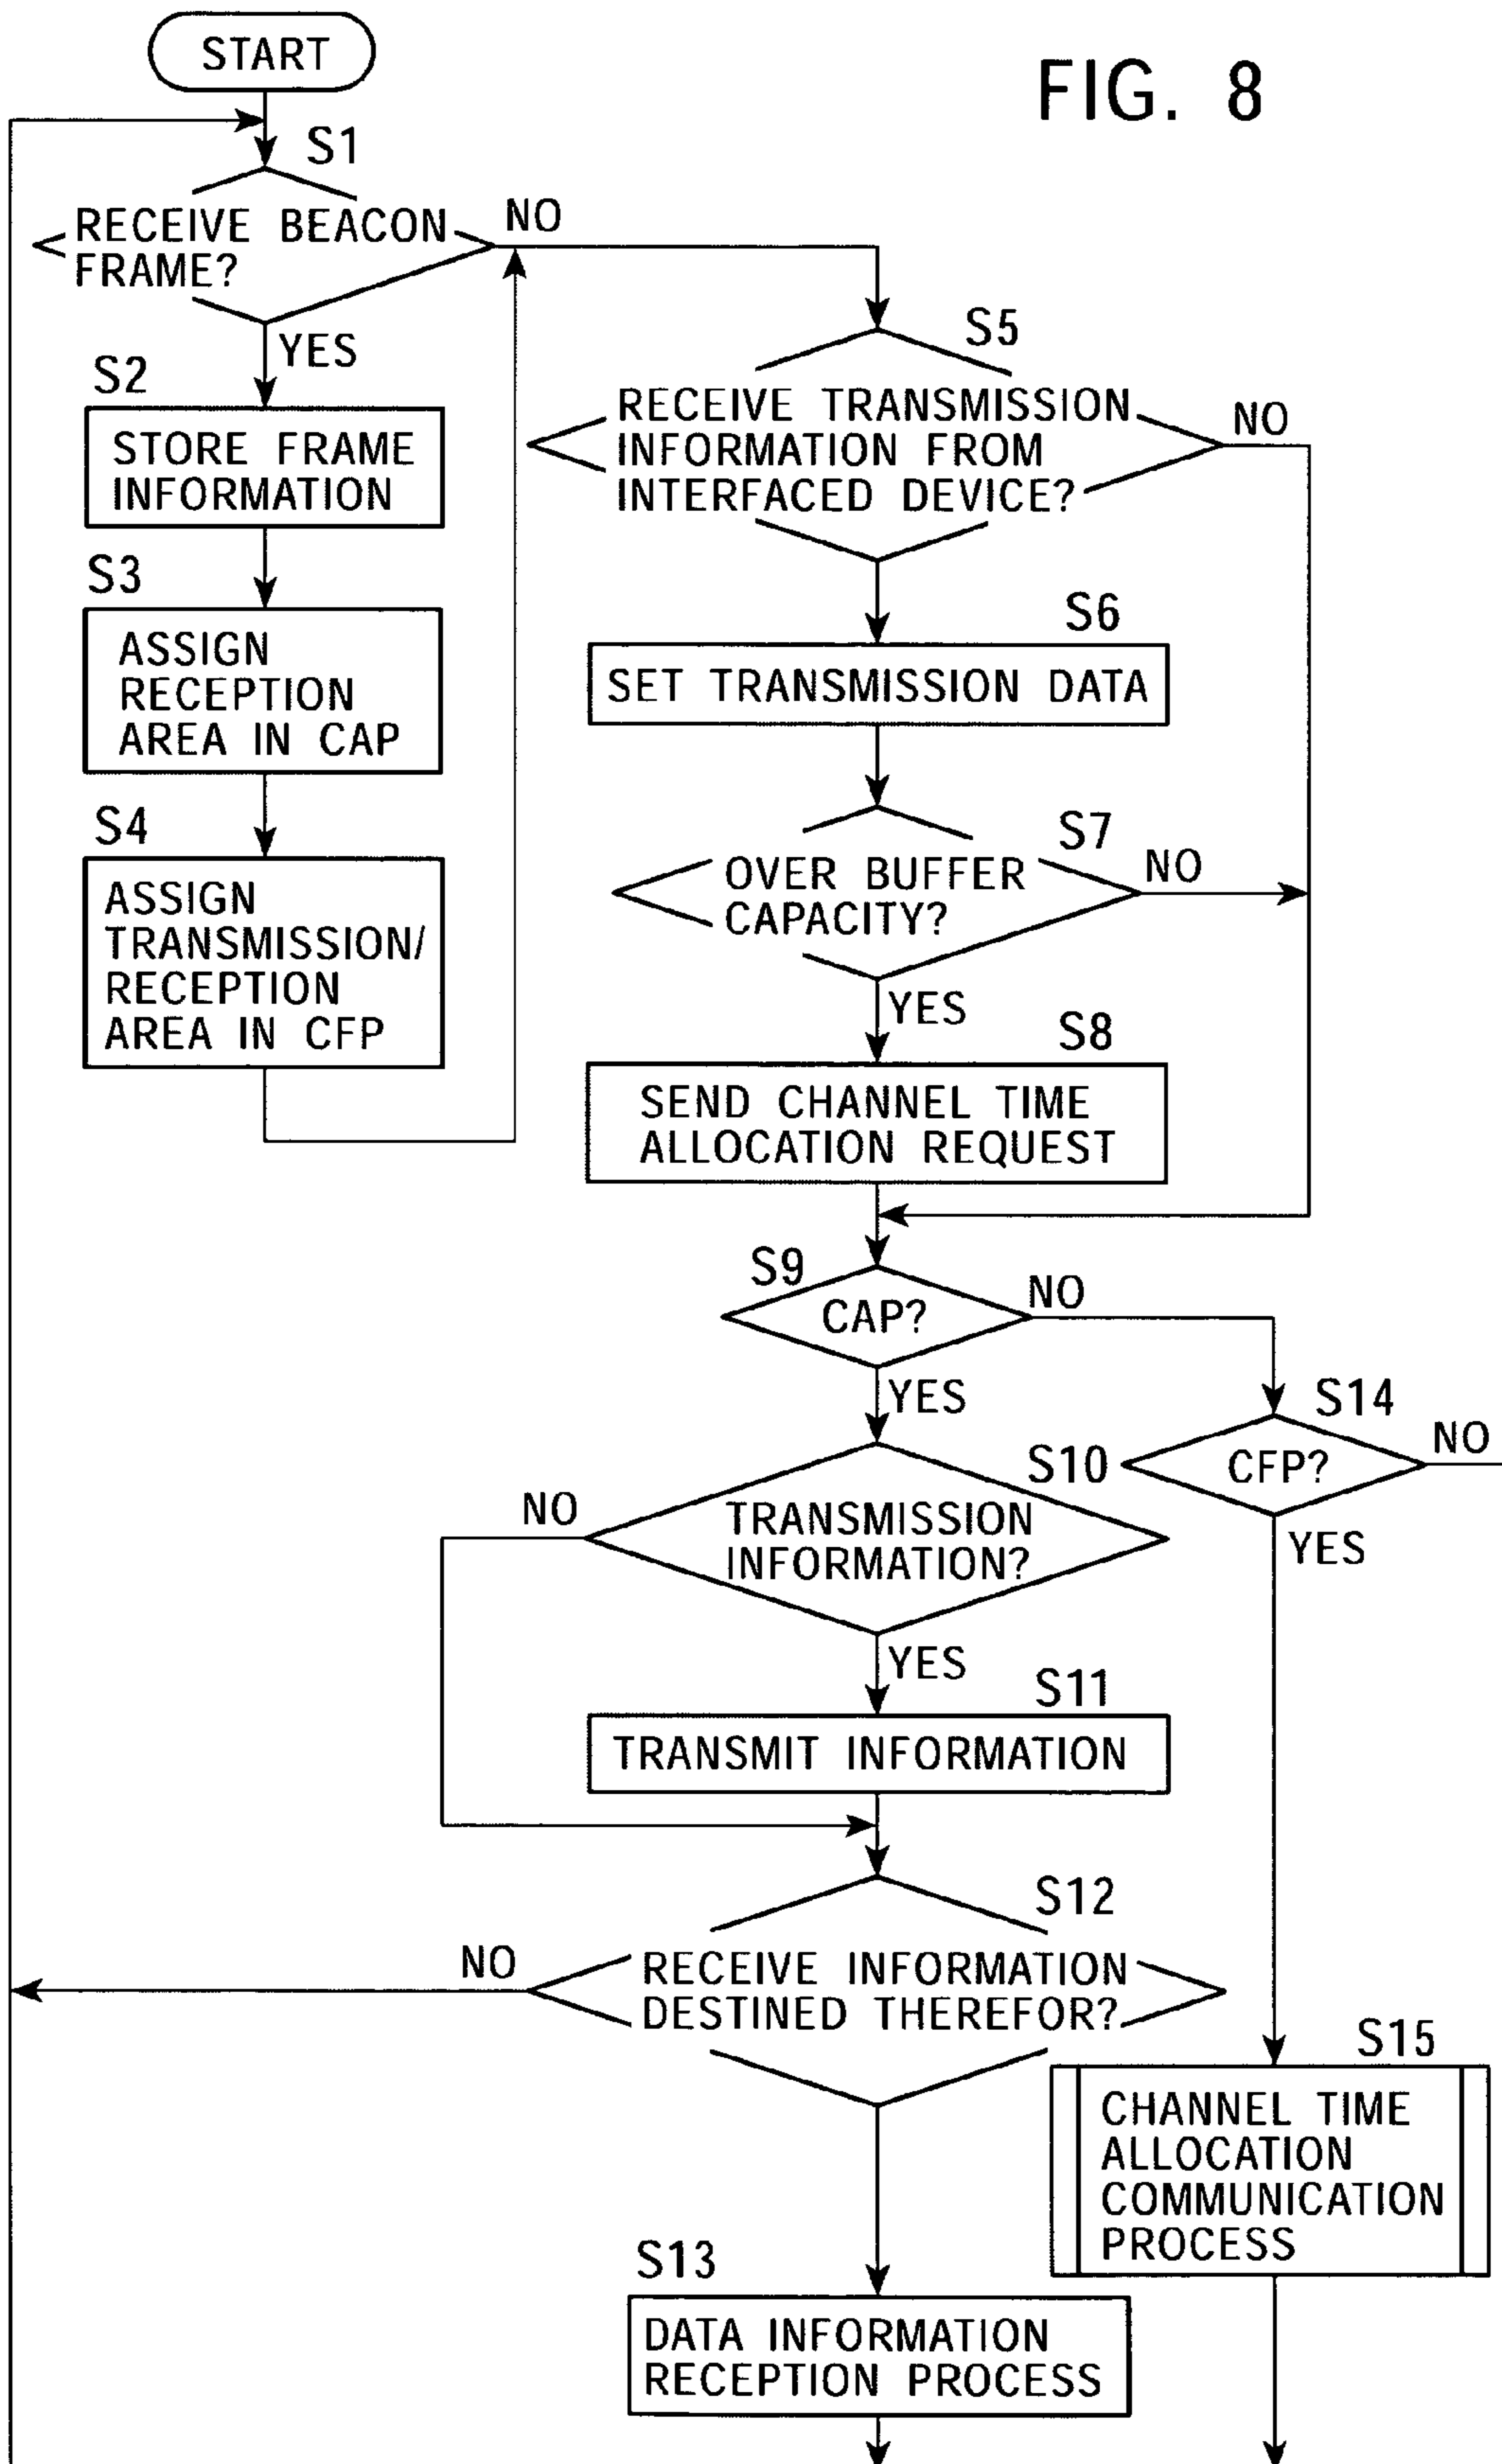 START
FIG. 8
S1
RECEIVE BEACON
FRAME?
NO
YES
S2
STORE FRAME
INFORMATION
S3
ASSIGN
RECEPTION
AREA IN CAP
S4
ASSIGN
TRANSMISSION/
RECEPTION
AREA IN CFP
S5
RECEIVE TRANSMISSION
INFORMATION FROM
INTERFACED DEVICE?
NO
S6
SET TRANSMISSION DATA
S7
OVER BUFFER
CAPACITY?
NO
YES
S8
SEND CHANNEL TIME
ALLOCATION REQUEST
S9
CAP?
NO
YES
S10
TRANSMISSION
INFORMATION?
NO
YES
S11
TRANSMIT INFORMATION
S12
RECEIVE INFORMATION
DESTINED THEREFOR?
NO
S13
DATA INFORMATION
RECEPTION PROCESS
S14
CFP?
NO
YES
S15
CHANNEL TIME
ALLOCATION
COMMUNICATION
PROCESS